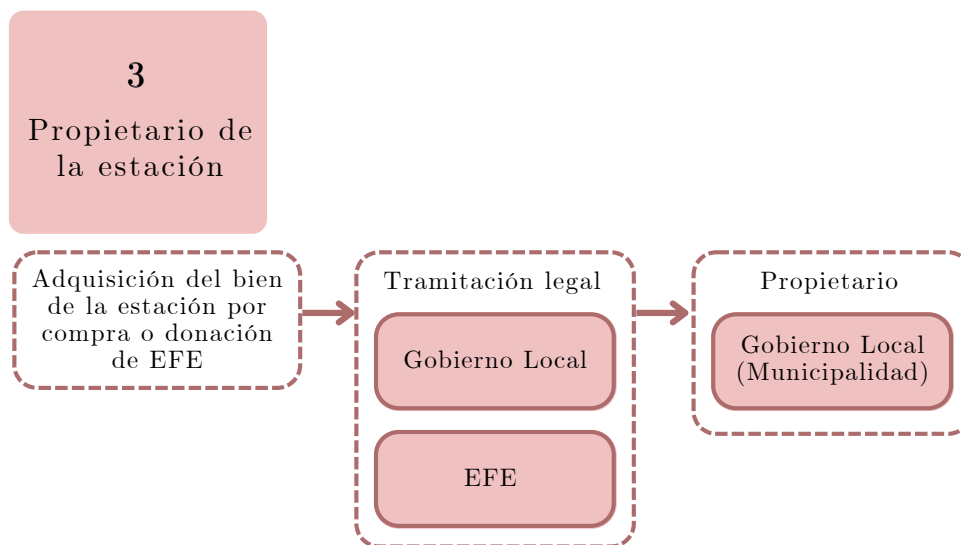 3
Propietario de
la estación
Adquisición del bien
de la estación por
compra o donación
de EFE
Tramitación legal
Gobierno Local
EFE
Propietario
Gobierno Local
(Municipalidad)